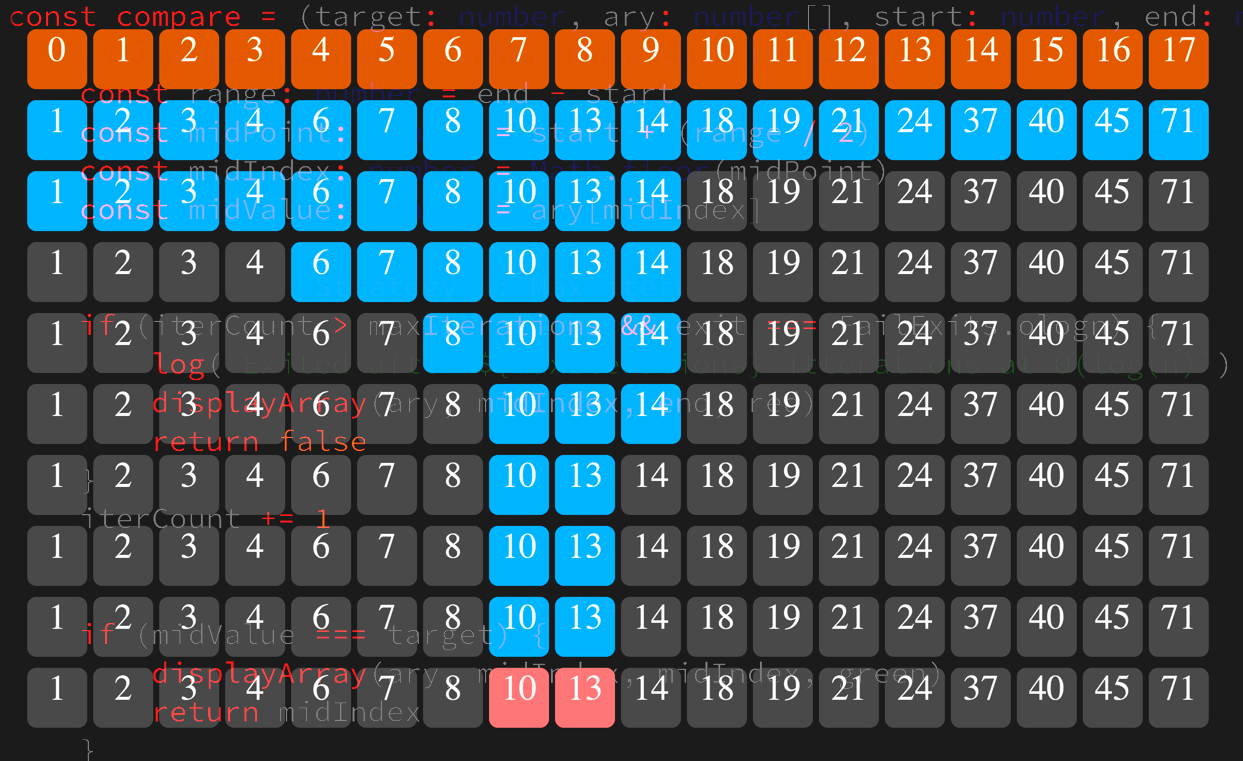 const compare = (target: number, ary: number[], start: number, end:
0 1 2 3 4 5 6 7 8 9 10 11 12 13 14 15 16 17
const range: number = end - start
1 2 3 4 6 7 8 10 13 14 18 19 21 24 37 40 45 71
const midPoint: = start + (range / 2)
const midIndex: number = (midPoint)
1 2 3 4 6 7 8 10 13 14 18 19 21 24 37 40 45 71
const midValue: = ary[midIndex]
1 2 3 4 6 7 8 10 13 14 18 19 21 24 37 40 45 71
if (iterCount > maxIterations && exit === FailExits.ologn) {
1 2 3 4 6 7 8 10 13 14 18 19 21 24 37 40 45 71
log( )
displayArray(ary, midIndex, end, red)
1 2 3 4 6 7 8 10 13 14 18 19 21 24 37 40 45 71
return false
}
1 2 3 4 6 7 8 10 13 14 18 19 21 24 37 40 45 71
iterCount += 1
1 2 3 4 6 7 8 10 13 14 18 19 21 24 37 40 45 71
1 2 3 4 6 7 8 10 13 14 18 19 21 24 37 40 45 71
if (midValue === target) {
displayArray(ary, midIndex, midIndex, green)
1 2 3 4 6 7 8 10 13 14 18 19 21 24 37 40 45 71
return midIndex
}